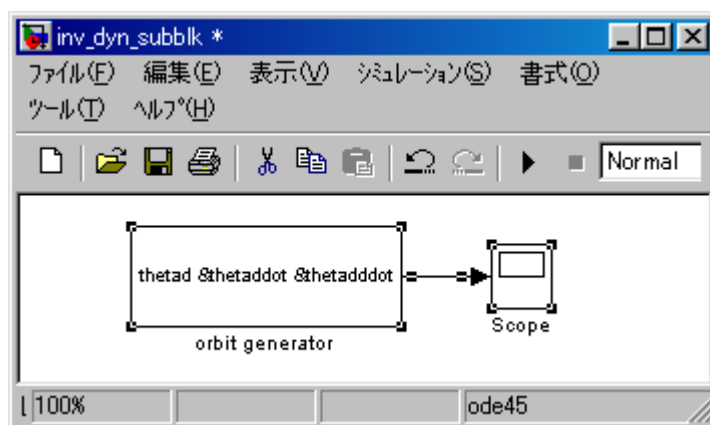 inv_dyn_subblk *
ファイル(F) 編集(E) 表示(V) シミュレーション(S) 書式(O)
ツール(T) ヘルプ(H)
Normal
thetad &thetaddot &thetadddot
orbit generator
Scope
100%
ode45